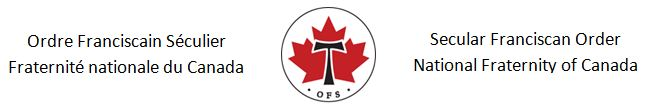 Ordre Franciscain Séculier
Fraternité nationale du Canada
· OFS ·
Secular Franciscan Order
National Fraternity of Canada